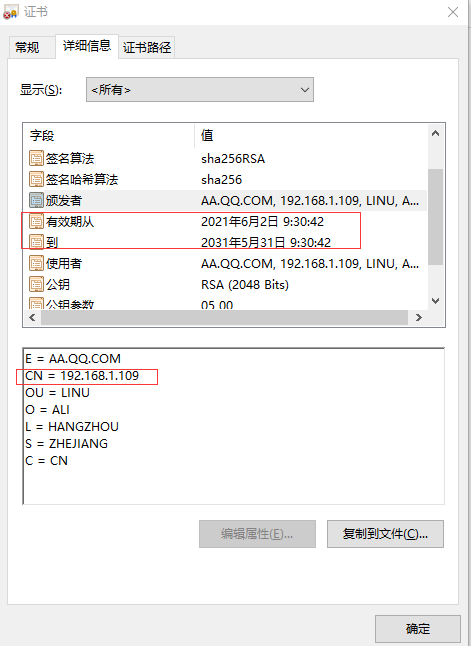 证书
常规 详细信息 证书路径
显示(S): <所有>
字段 值
签名算法 sha256RSA
签名哈希算法 sha256
颁发者 AA.QQ.COM, 192.168.1.109, LINU, A...
有效期从 2021年6月2日 9:30:42
到 2031年5月31日 9:30:42
使用者 AA.QQ.COM, 192.168.1.109, LINU, A...
公钥 RSA (2048 Bits)
公钥参数 05 00
E = AA.QQ.COM
CN = 192.168.1.109
OU = LINU
O = ALI
L = HANGZHOU
S = ZHEJIANG
C = CN
编辑属性(E)... 复制到文件(C)...
确定